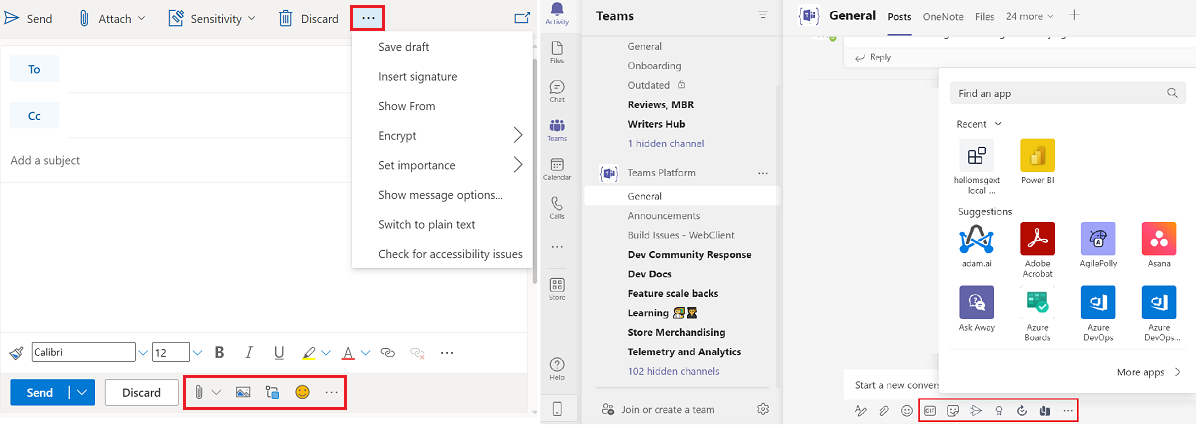 Send Attach Sensitivity Discard ...
Save draft
Insert signature
Show From
Encrypt
Set importance
Show message options...
Switch to plain text
Check for accessibility issues
To
Cc
Add a subject
Calibri 12 B I U A ...
Send Discard ...
Activity
Files
Chat
Teams
Calendar
Calls
...
Store
Help
Teams
General
Onboarding
Outdated
Reviews, MBR
Writers Hub
1 hidden channel
Teams Platform ...
General
Announcements
Build Issues - WebClient
Dev Community Response
Dev Docs
Feature scale backs
Learning
Store Merchandising
Telemetry and Analytics
102 hidden channels
Join or create a team
General Posts OneNote Files 24 more
Reply
Find an app
Recent
hellomsgext
local ...
Power BI
Suggestions
adam.ai
Adobe
Acrobat
AgilePolly
Asana
Ask Away
Azure
Boards
Azure
DevOps
Azure
DevOps...
More apps
Start a new convers
GIF ...